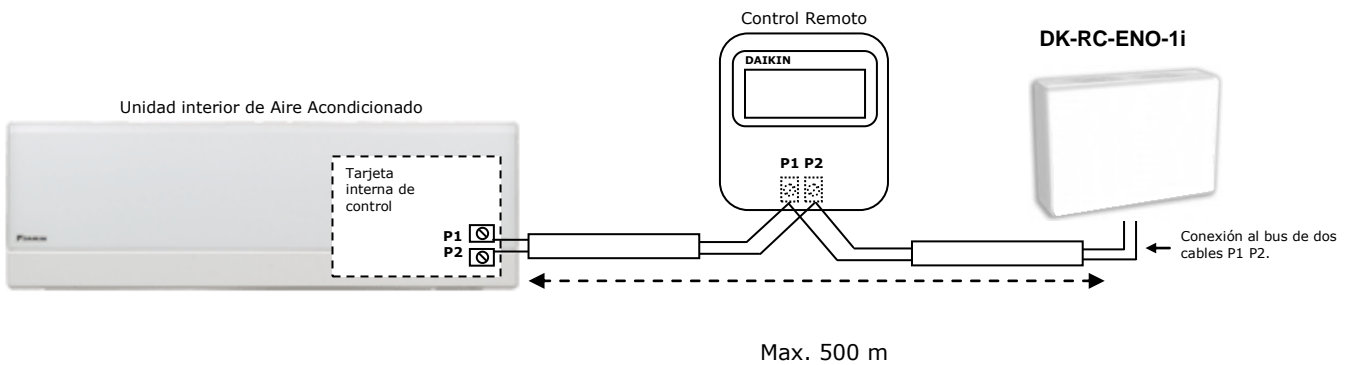 Control Remoto
DK-RC-ENO-1i
DAIKIN
Unidad interior de Aire Acondicionado
P1 P2
Tarjeta
interna de
control
P1
P2
DAIKIN
Conexión al bus de dos
cables P1 P2.
Max. 500 m